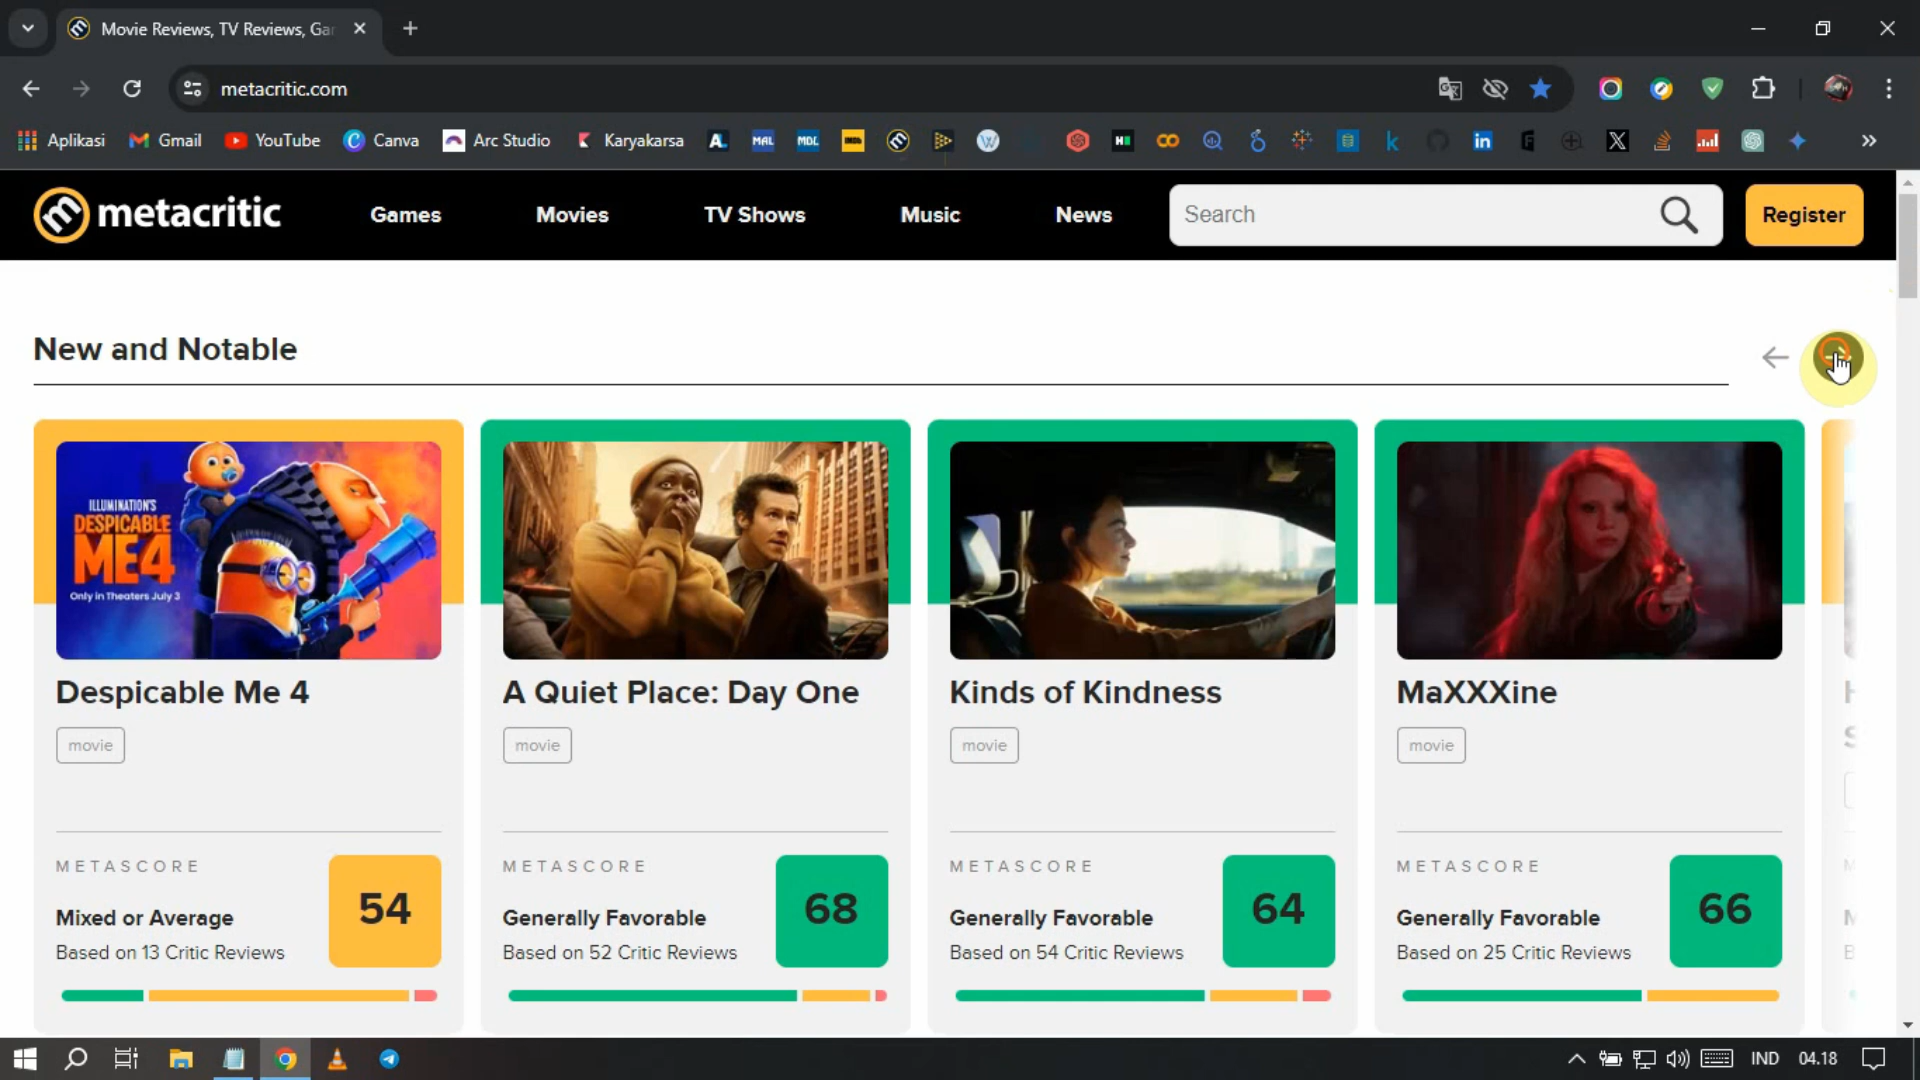 Movie Reviews, TV Reviews, Ga
metacritic.com
Aplikasi
Gmail
YouTube
Canva
Arc Studio
Karyakarsa
MAL
MDL
metacritic
Games
Movies
TV Shows
Music
News
Search
Register
New and Notable
ILLUMINATION'S
DESPICABLE
ME4
Only in Theaters July 3
Despicable Me 4
movie
METASCORE
Mixed or Average
Based on 13 Critic Reviews
54
A Quiet Place: Day One
movie
METASCORE
Generally Favorable
Based on 52 Critic Reviews
68
Kinds of Kindness
movie
METASCORE
Generally Favorable
Based on 54 Critic Reviews
64
MaXXXine
movie
METASCORE
Generally Favorable
Based on 25 Critic Reviews
66
IND
04.18